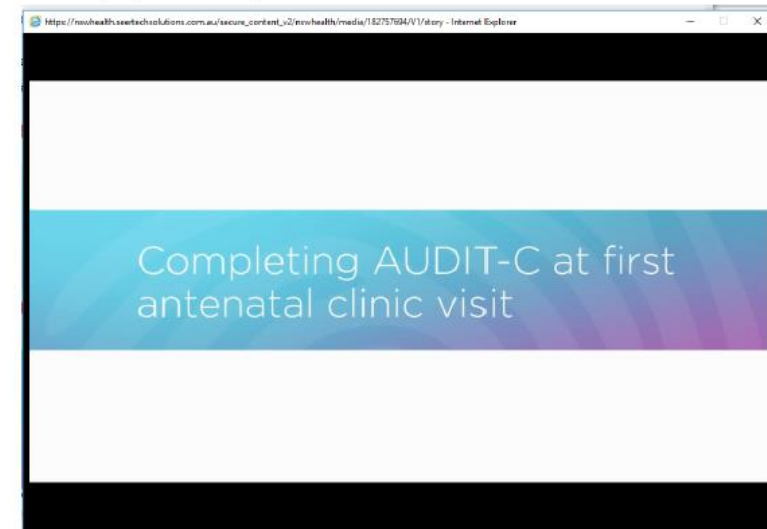 https://nswhealth.seertechsolutions.com.au/secure_content_v2/nswhealth/media/182757694/V1/story - Internet Explorer
Completing AUDIT-C at first
antenatal clinic visit